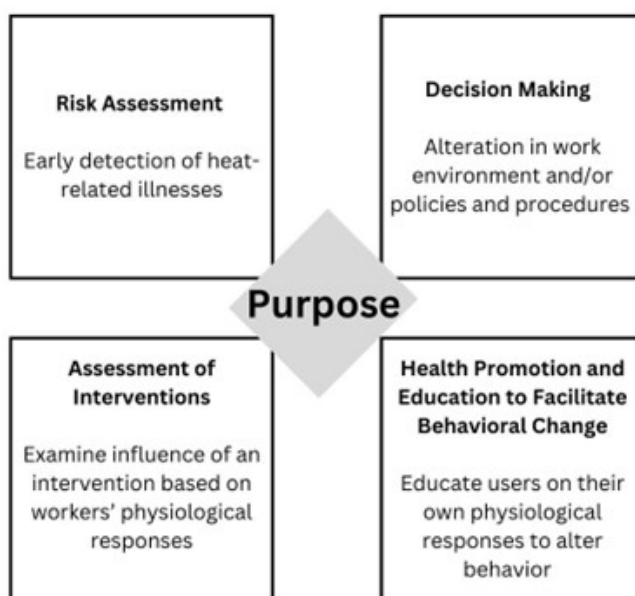 Risk Assessment
Early detection of heat-
related illnesses
Decision Making
Alteration in work
environment and/or
policies and procedures
Purpose
Assessment of
Interventions
Examine influence of an
intervention based on
workers' physiological
responses
Health Promotion and
Education to Facilitate
Behavioral Change
Educate users on their
own physiological
responses to alter
behavior